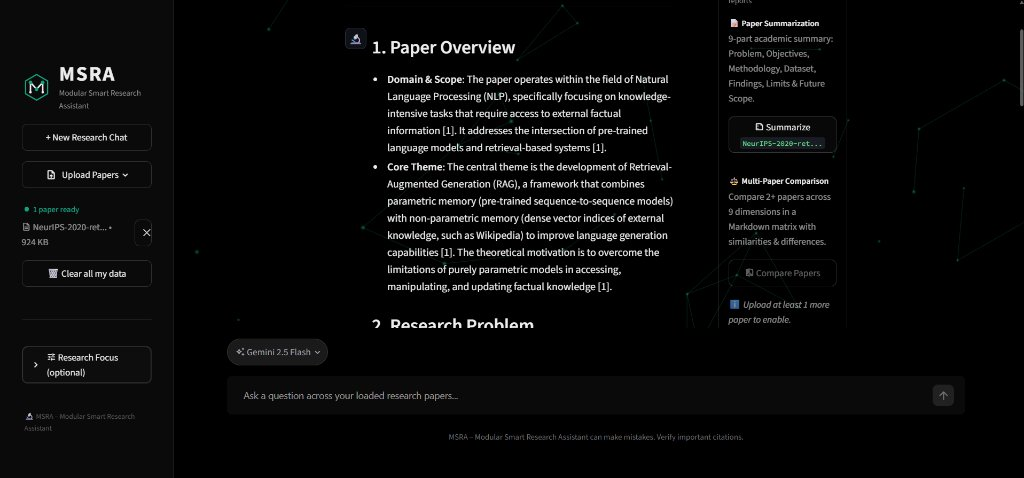 MSRA
Modular Smart Research
Assistant
+ New Research Chat
Upload Papers
1 paper ready
NeurIPS-2020-ret... •
924 KB
Clear all my data
Research Focus
(optional)
MSRA – Modular Smart Research
Assistant
1. Paper Overview
• Domain & Scope: The paper operates within the field of Natural
Language Processing (NLP), specifically focusing on knowledge-
intensive tasks that require access to external factual
information [1]. It addresses the intersection of pre-trained
language models and retrieval-based systems [1].
• Core Theme: The central theme is the development of Retrieval-
Augmented Generation (RAG), a framework that combines
parametric memory (pre-trained sequence-to-sequence models)
with non-parametric memory (dense vector indices of external
knowledge, such as Wikipedia) to improve language generation
capabilities [1]. The theoretical motivation is to overcome the
limitations of purely parametric models in accessing,
manipulating, and updating factual knowledge [1].
2. Research Problem
Gemini 2.5 Flash
Ask a question across your loaded research papers...
MSRA – Modular Smart Research Assistant can make mistakes. Verify important citations.
reports
Paper Summarization
9-part academic summary:
Problem, Objectives,
Methodology, Dataset,
Findings, Limits & Future
Scope.
Summarize
NeurIPS-2020-ret...
Multi-Paper Comparison
Compare 2+ papers across
9 dimensions in a
Markdown matrix with
similarities & differences.
Compare Papers
Upload at least 1 more
paper to enable.